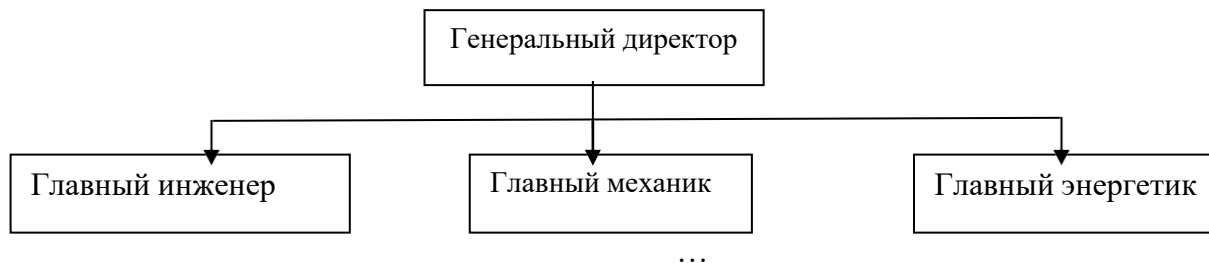 Генеральный директор
Главный инженер
Главный механик
Главный энергетик
…